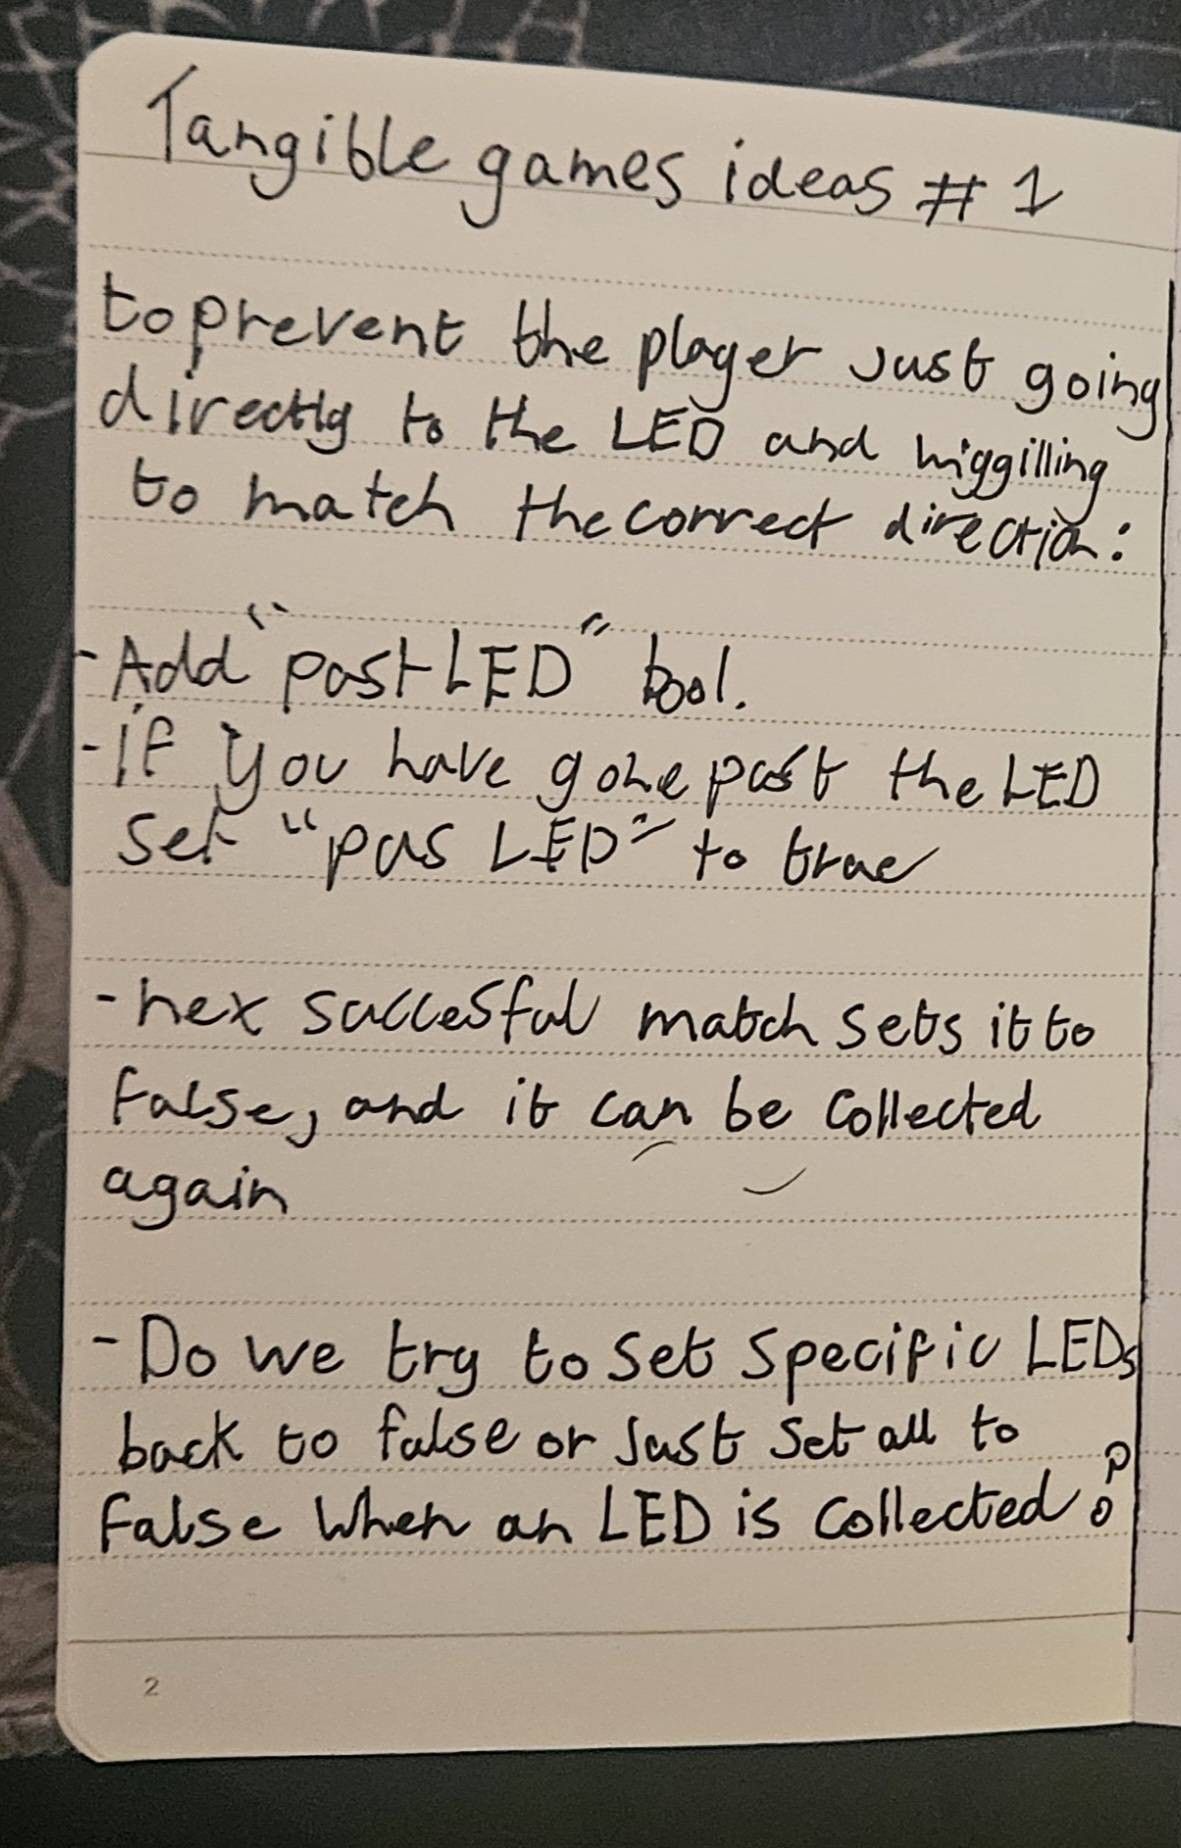 Tangible games ideas # 1
to prevent the player just going
directly to the LED and wiggilling
to match the correct direction:
- Add "past LED" bool.
- if you have gone past the LED
set "pas LED" to true
- nex succesful match sets it to
false, and it can be collected
again
- Do we try to set specific LEDs
back to false or just set all to
false when an LED is collected?
2